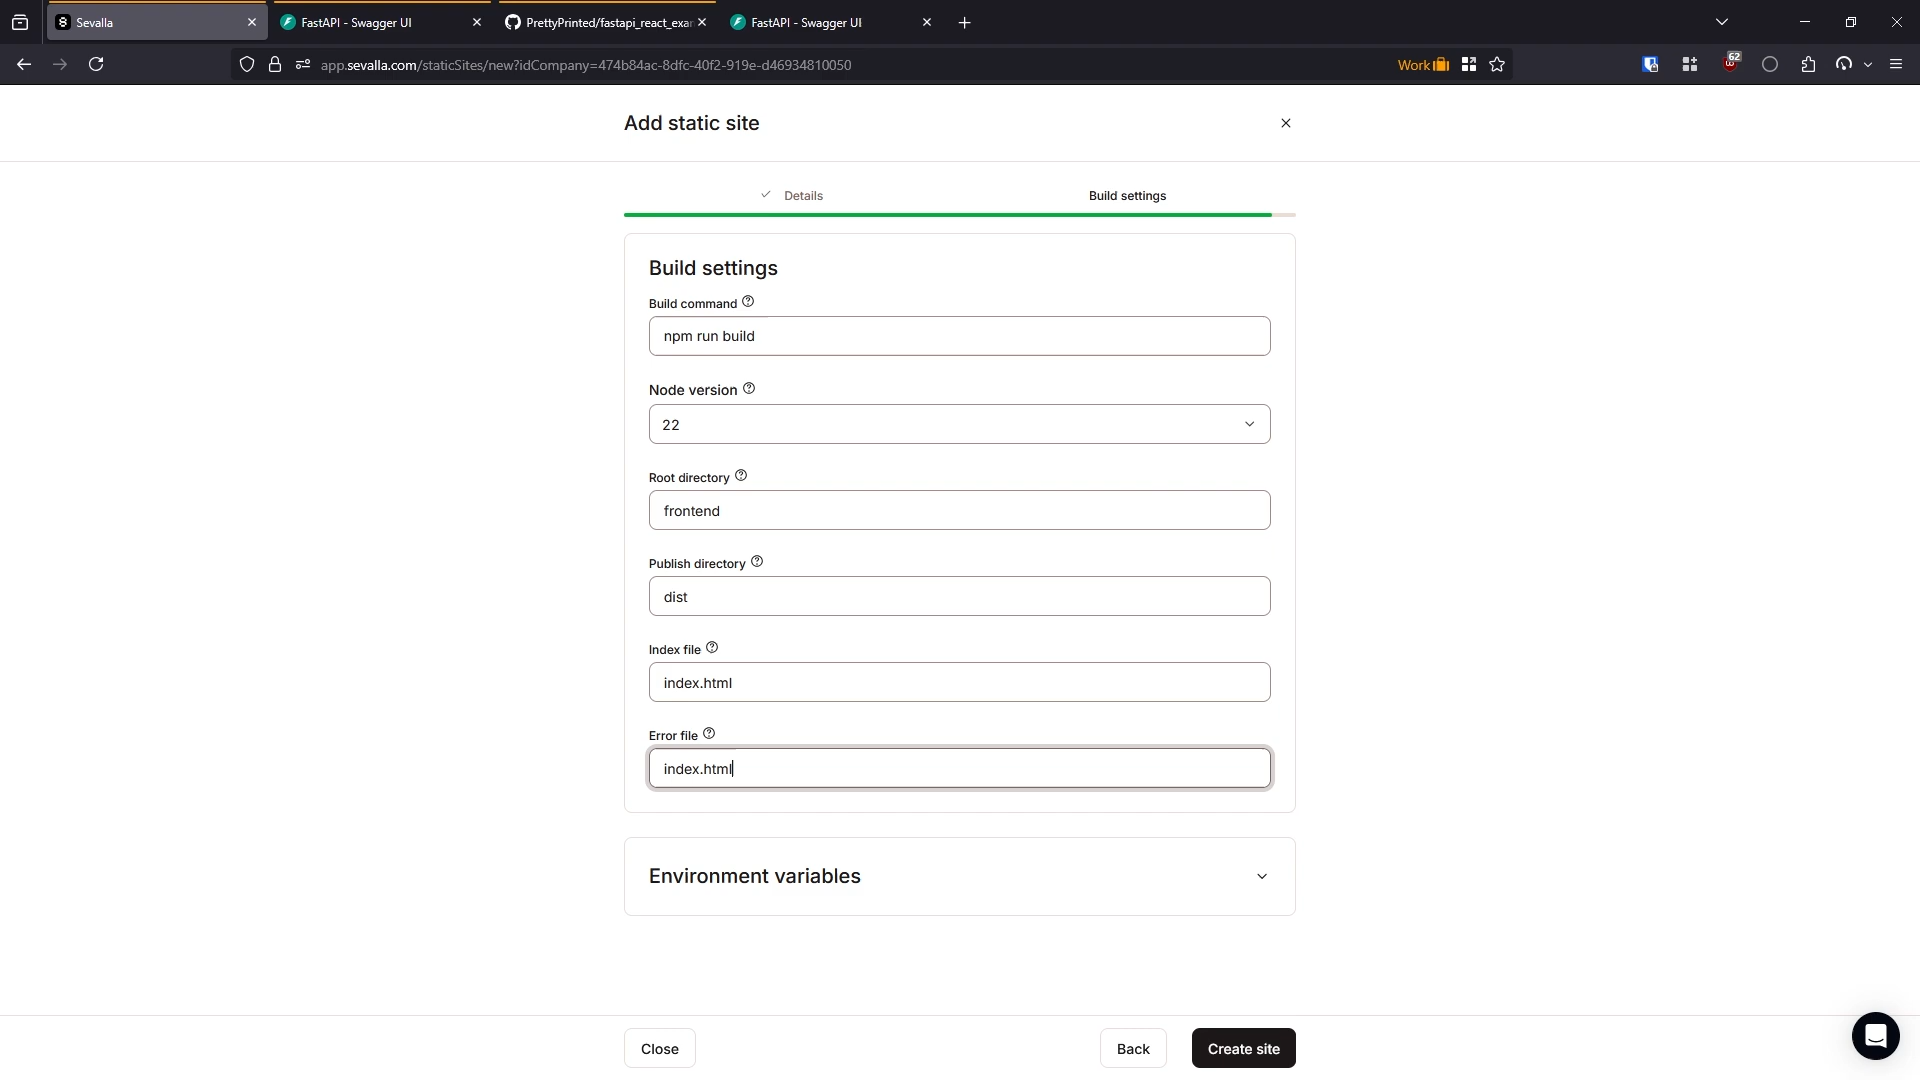 Sevalla
FastAPI - Swagger UI
PrettyPrinted/fastapi_react_exa
FastAPI - Swagger UI
app.sevalla.com/staticSites/new?idCompany=474b84ac-8dfc-40f2-919e-d46934810050
Work
62
Add static site
Details
Build settings
Build settings
Build command
npm run build
Node version
22
Root directory
frontend
Publish directory
dist
Index file
index.html
Error file
index.html
Environment variables
Close
Back
Create site